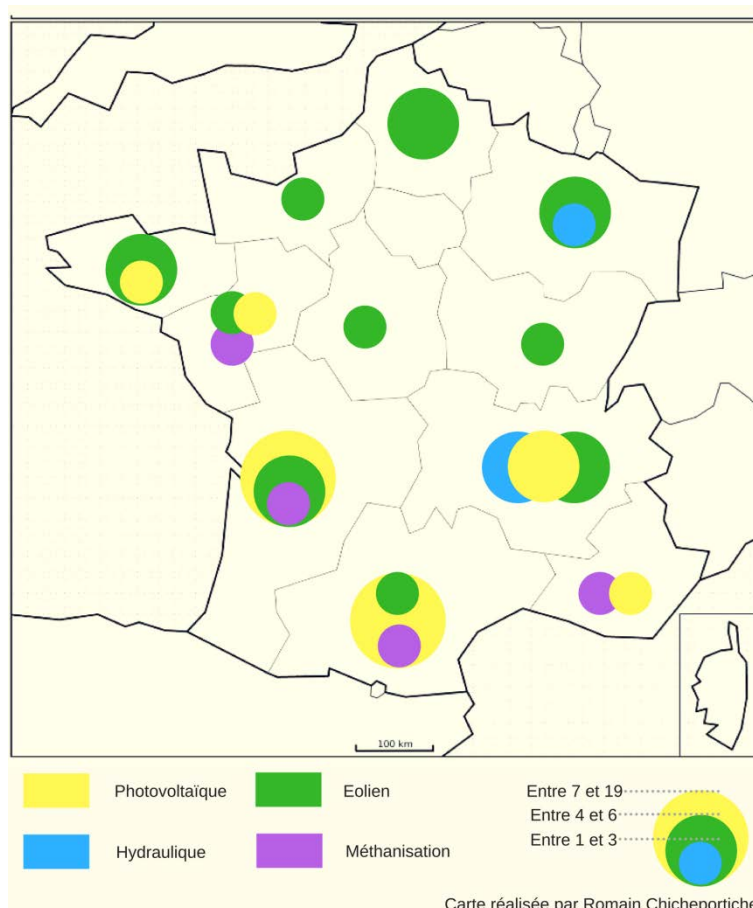 100 km
Photovoltaïque
Eolien
Hydraulique
Méthanisation
Entre 7 et 19
Entre 4 et 6
Entre 1 et 3
Carte réalisée par Romain Chicheportiche